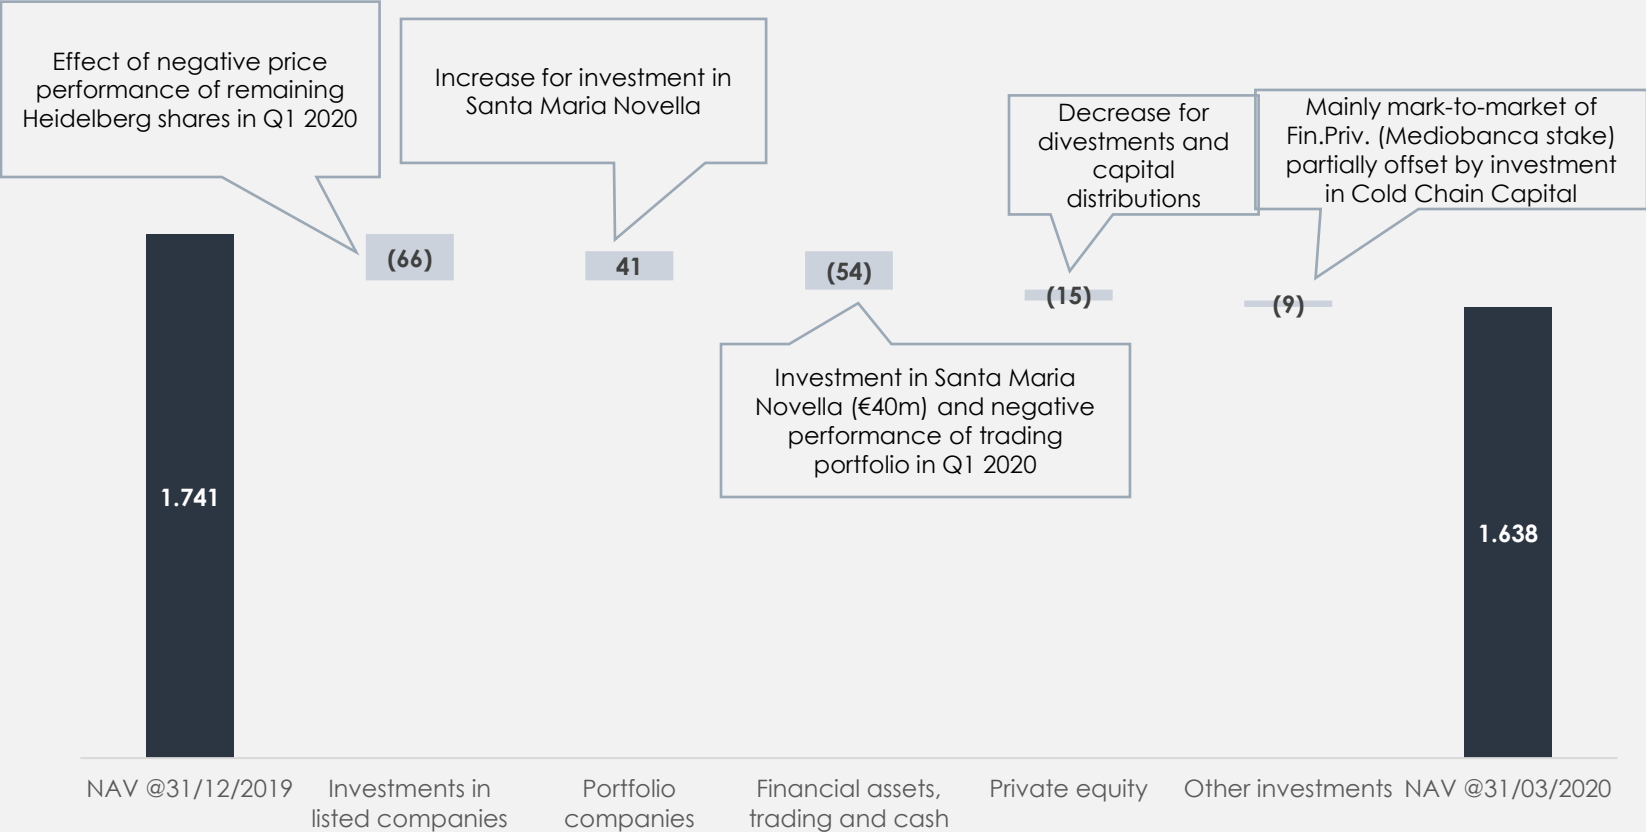 Effect of negative price
performance of remaining
Heidelberg shares in Q1 2020
Increase for investment in
Santa Maria Novella
Decrease for
divestments and
capital
distributions
Mainly mark-to-market of
Fin.Priv. (Mediobanca stake)
partially offset by investment
in Cold Chain Capital
(66)
41
(54)
(15)
(9)
Investment in Santa Maria
Novella (€40m) and negative
performance of trading
portfolio in Q1 2020
1.741
1.638
NAV @31/12/2019
Investments in
listed companies
Portfolio
companies
Financial assets,
trading and cash
Private equity
Other investments
NAV @31/03/2020